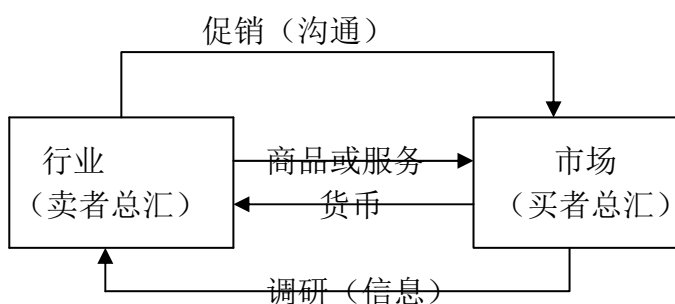 促销（沟通）
行业
（卖者总汇）
商品或服务
货币
市场
（买者总汇）
调研（信息）